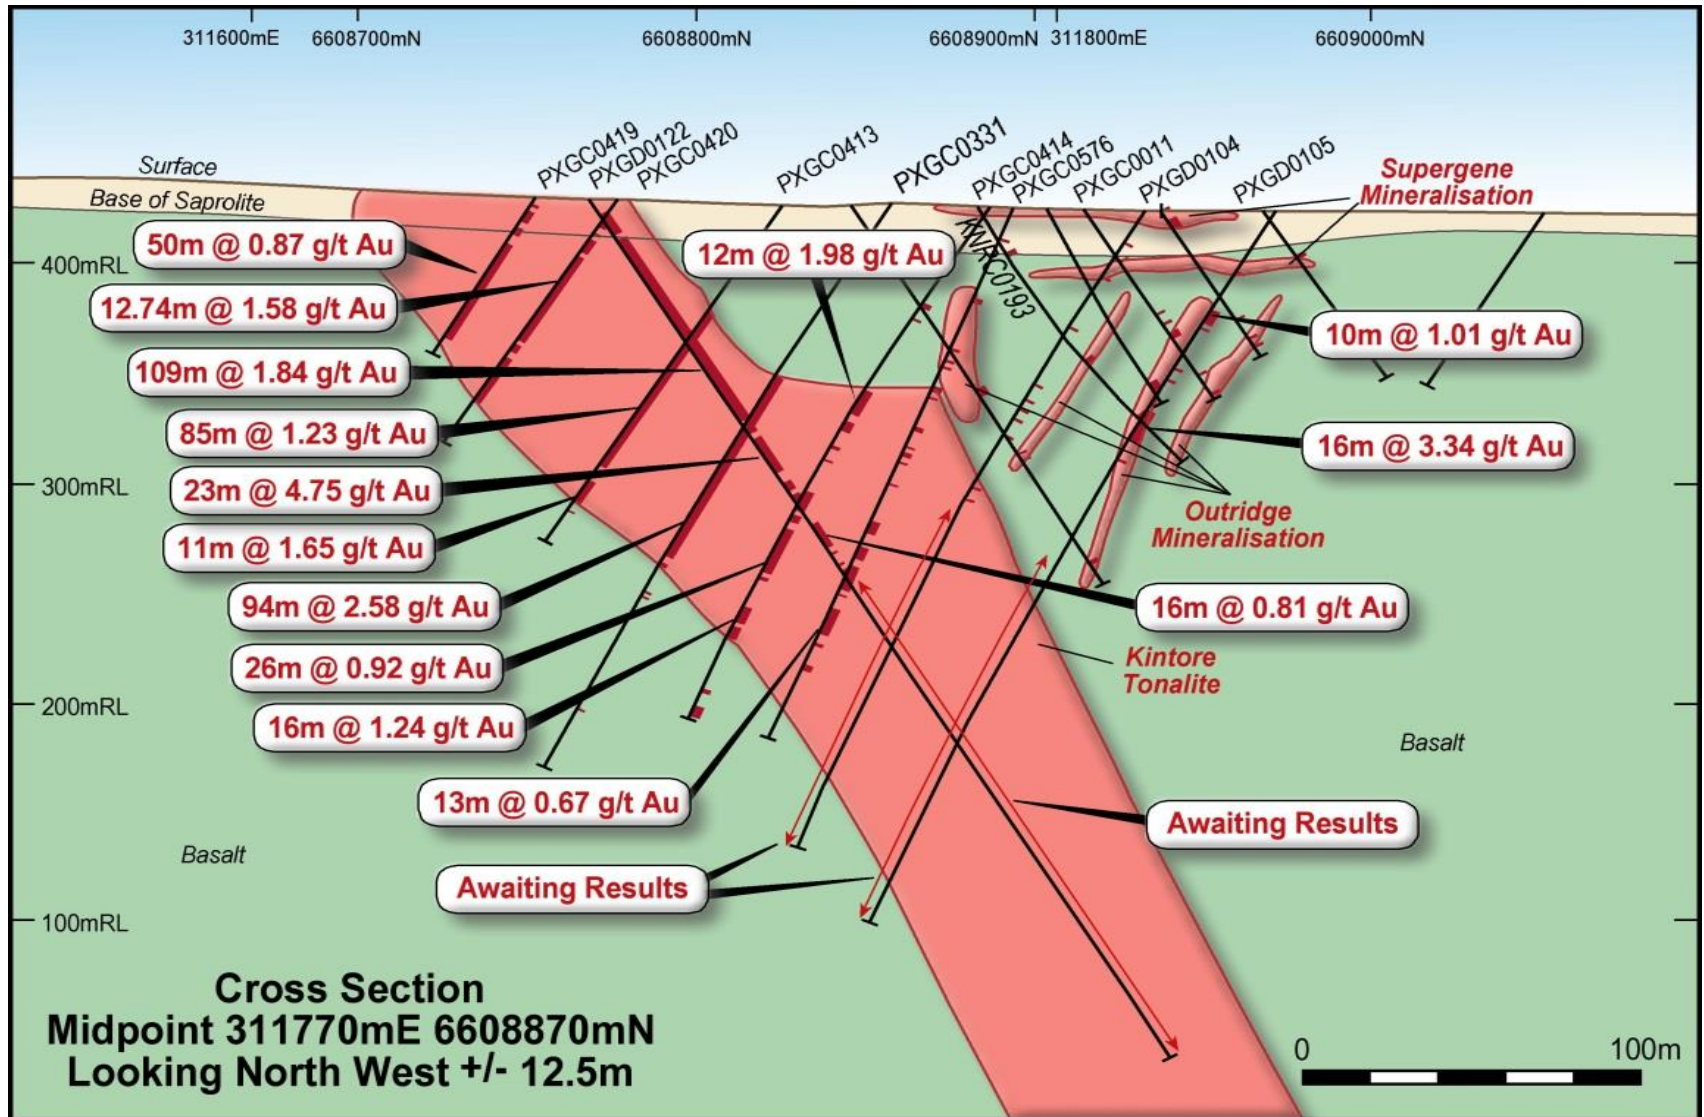 311600mE
6608700mN
6608800mN
6608900mN
311800mE
6609000mN
Surface
Base of Saprolite
PXGC0419
PXGD0122
PXGC0420
PXGC0413
PXGC0331
PXGC0414
PXGC0576
PXGC0011
PXGD0104
PXGD0105
KWRC0193
Supergene
Mineralisation
400mRL
300mRL
200mRL
100mRL
50m @ 0.87 g/t Au
12.74m @ 1.58 g/t Au
109m @ 1.84 g/t Au
85m @ 1.23 g/t Au
23m @ 4.75 g/t Au
11m @ 1.65 g/t Au
94m @ 2.58 g/t Au
26m @ 0.92 g/t Au
16m @ 1.24 g/t Au
13m @ 0.67 g/t Au
Awaiting Results
12m @ 1.98 g/t Au
10m @ 1.01 g/t Au
16m @ 3.34 g/t Au
Outridge
Mineralisation
16m @ 0.81 g/t Au
Kintore
Tonalite
Basalt
Awaiting Results
Basalt
Cross Section
Midpoint 311770mE 6608870mN
Looking North West +/- 12.5m
0 100m